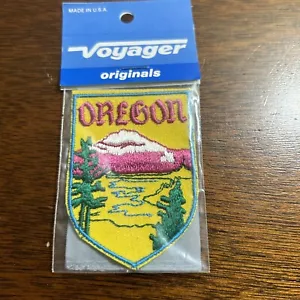 MADE IN U.S.A.
Voyager
originals
OREGON